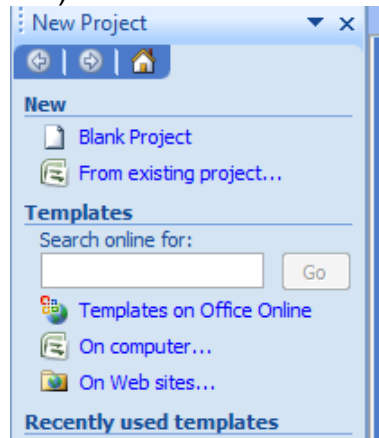 )
New Project
New
Blank Project
From existing project...
Templates
Search online for:
Go
Templates on Office Online
On computer...
On Web sites...
Recently used templates